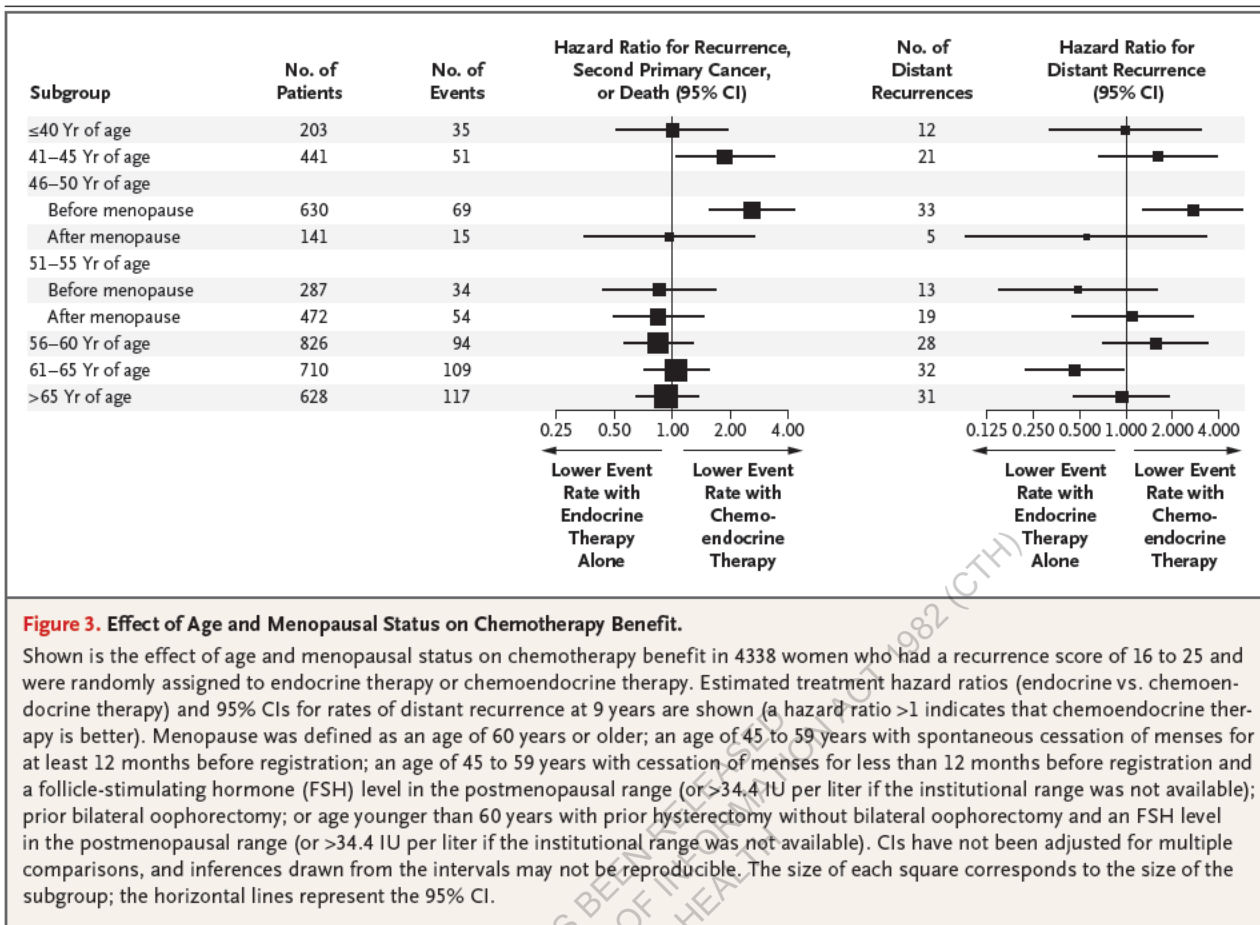 Subgroup
No. of Patients
No. of Events
Hazard Ratio for Recurrence, Second Primary Cancer, or Death (95% CI)
No. of Distant Recurrences
Hazard Ratio for Distant Recurrence (95% CI)
≤40 Yr of age 203 35 12
41–45 Yr of age 441 51 21
46–50 Yr of age
Before menopause 630 69 33
After menopause 141 15 5
51–55 Yr of age
Before menopause 287 34 13
After menopause 472 54 19
56–60 Yr of age 826 94 28
61–65 Yr of age 710 109 32
>65 Yr of age 628 117 31
0.25 0.50 1.00 2.00 4.00 0.125 0.250 0.500 1.000 2.000 4.000
Lower Event Rate with Endocrine Therapy Alone
Lower Event Rate with Chemo-endocrine Therapy
Lower Event Rate with Endocrine Therapy Alone
Lower Event Rate with Chemo-endocrine Therapy
Figure 3. Effect of Age and Menopausal Status on Chemotherapy Benefit.
Shown is the effect of age and menopausal status on chemotherapy benefit in 4338 women who had a recurrence score of 16 to 25 and
were randomly assigned to endocrine therapy or chemoendocrine therapy. Estimated treatment hazard ratios (endocrine vs. chemoen-
docrine therapy) and 95% CIs for rates of distant recurrence at 9 years are shown (a hazard ratio >1 indicates that chemoendocrine ther-
apy is better). Menopause was defined as an age of 60 years or older; an age of 45 to 59 years with spontaneous cessation of menses for
at least 12 months before registration; an age of 45 to 59 years with cessation of menses for less than 12 months before registration and
a follicle-stimulating hormone (FSH) level in the postmenopausal range (or >34.4 IU per liter if the institutional range was not available);
prior bilateral oophorectomy; or age younger than 60 years with prior hysterectomy without bilateral oophorectomy and an FSH level
in the postmenopausal range (or >34.4 IU per liter if the institutional range was not available). CIs have not been adjusted for multiple
comparisons, and inferences drawn from the intervals may not be reproducible. The size of each square corresponds to the size of the
subgroup; the horizontal lines represent the 95% CI.
S BEEN RELEASED
OF INFORMATION ACT 1982 (CTH)
HEALTH